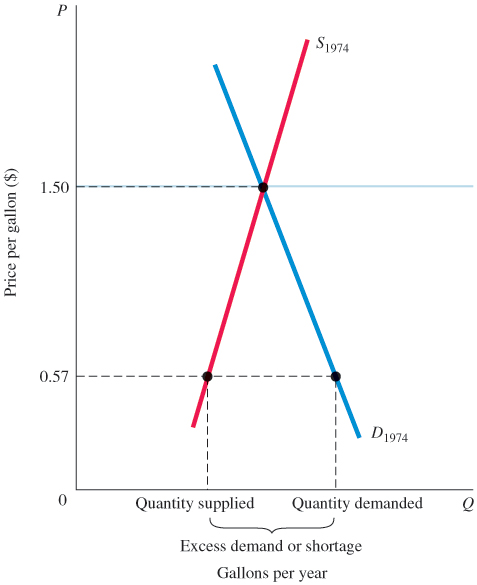 P
S1974
1.50
Price per gallon ($)
0.57
D1974
0
Quantity supplied
Quantity demanded
Q
Excess demand or shortage
Gallons per year